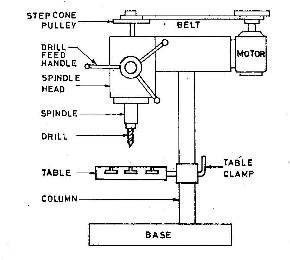 STEP CONE
PULLEY
BELT
MOTOR
DRILL
FEED
HANDLE
SPINDLE
HEAD
SPINDLE
DRILL
TABLE
TABLE
CLAMP
COLUMN
BASE